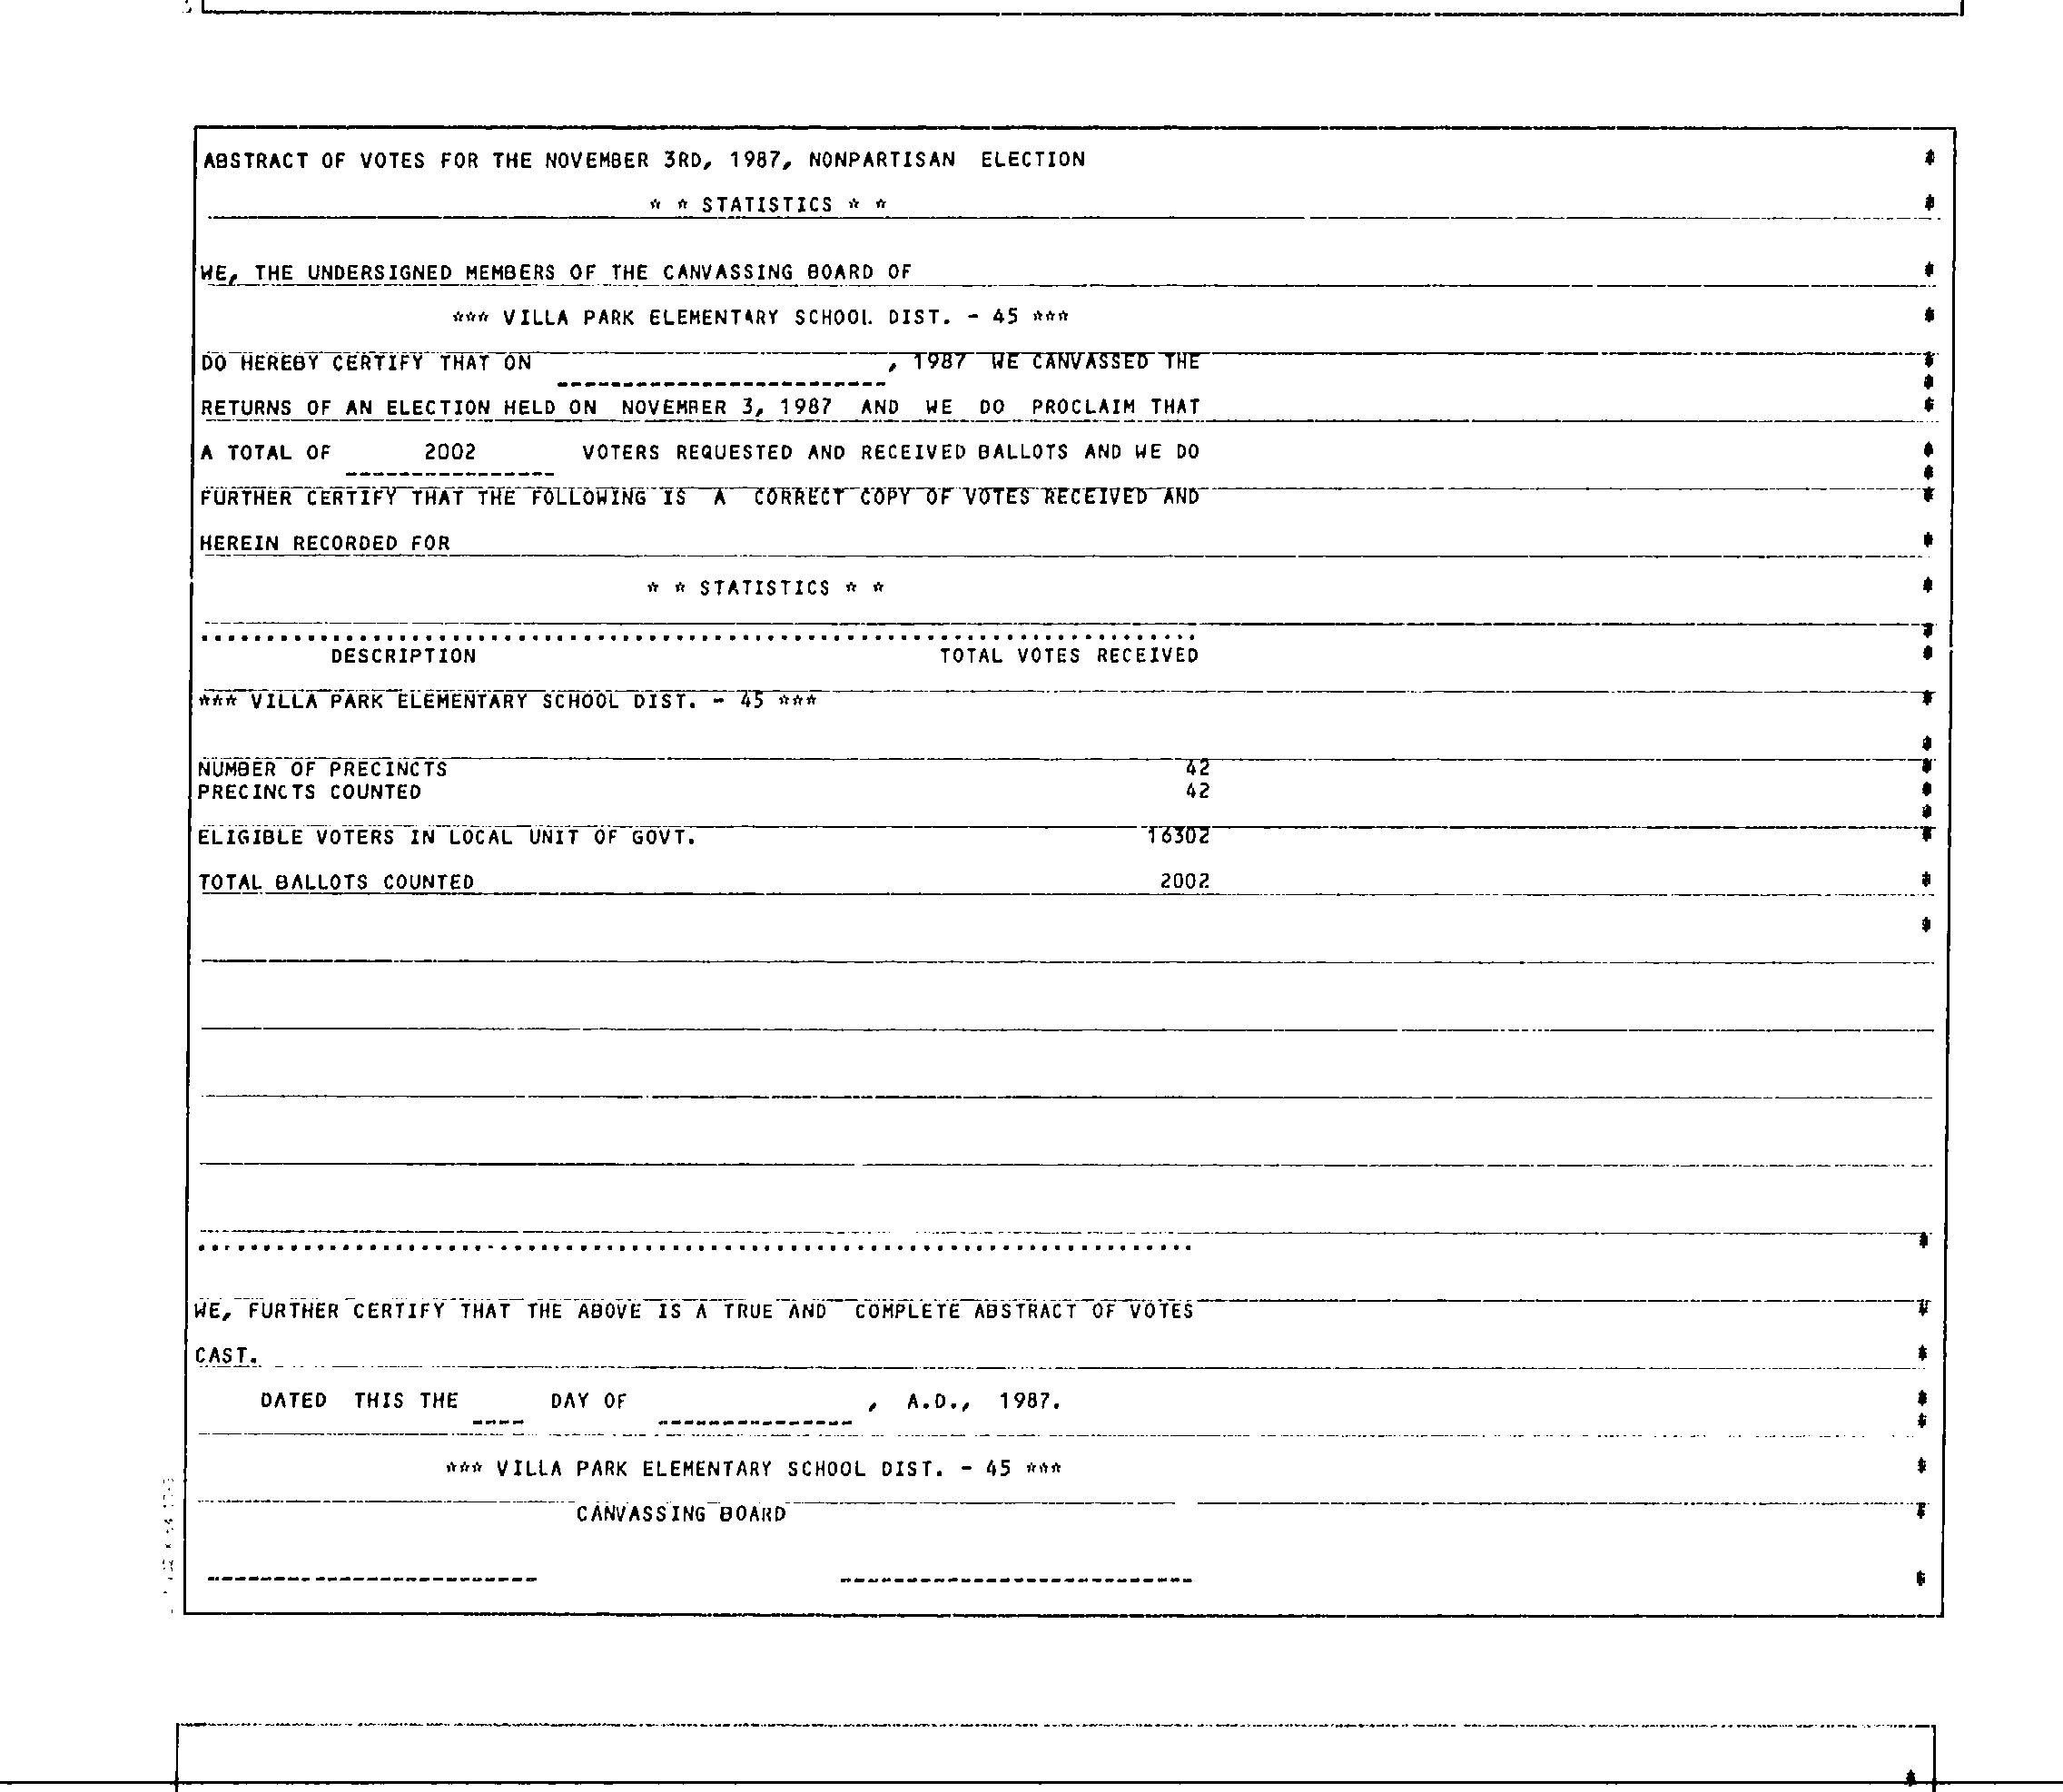 ABSTRACT OF VOTES FOR THE NOVEMBER 3RD, 1987, NONPARTISAN ELECTION
* * STATISTICS * *
WE, THE UNDERSIGNED MEMBERS OF THE CANVASSING BOARD OF
*** VILLA PARK ELEMENTARY SCHOOL DIST. - 45 ***
DO HEREBY CERTIFY THAT ON , 1987 WE CANVASSED THE
RETURNS OF AN ELECTION HELD ON NOVEMBER 3, 1987 AND WE DO PROCLAIM THAT
A TOTAL OF 2002 VOTERS REQUESTED AND RECEIVED BALLOTS AND WE DO
FURTHER CERTIFY THAT THE FOLLOWING IS A CORRECT COPY OF VOTES RECEIVED AND
HEREIN RECORDED FOR
* * STATISTICS * *
DESCRIPTION TOTAL VOTES RECEIVED
*** VILLA PARK ELEMENTARY SCHOOL DIST. - 45 ***
NUMBER OF PRECINCTS 42
PRECINCTS COUNTED 42
ELIGIBLE VOTERS IN LOCAL UNIT OF GOVT. 16302
TOTAL BALLOTS COUNTED 2002
WE, FURTHER CERTIFY THAT THE ABOVE IS A TRUE AND COMPLETE ABSTRACT OF VOTES
CAST.
DATED THIS THE DAY OF , A.D., 1987.
*** VILLA PARK ELEMENTARY SCHOOL DIST. - 45 ***
CANVASSING BOARD